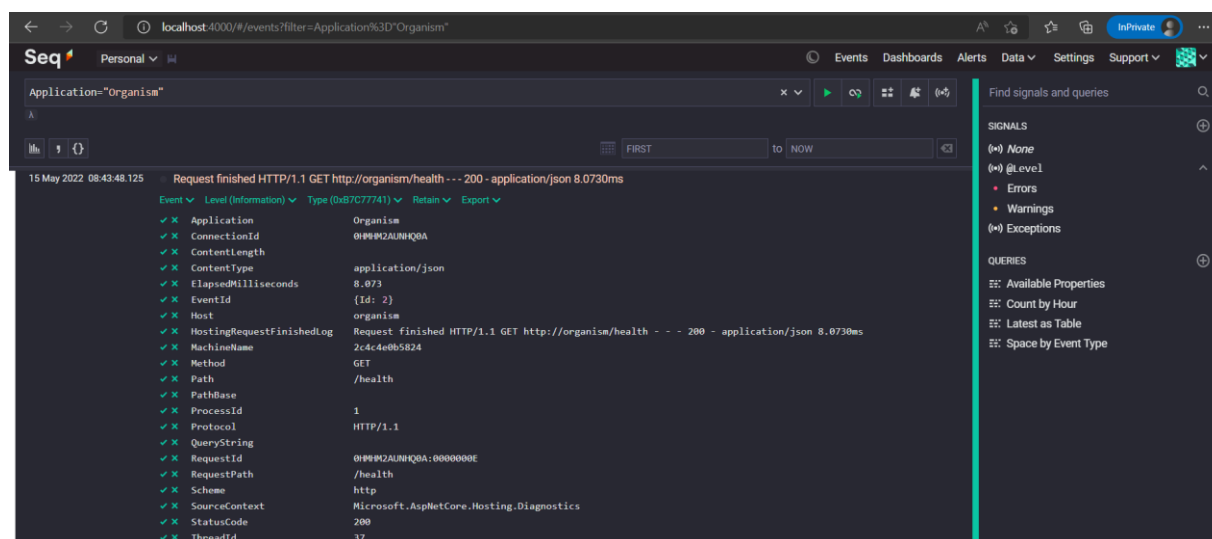 localhost:4000/#/events?filter=Application%3D"Organism"
InPrivate
Seq Personal Events Dashboards Alerts Data Settings Support
Application="Organism"
Find signals and queries
λ
FIRST to NOW
SIGNALS
None
@Level
Errors
Warnings
Exceptions
QUERIES
Available Properties
Count by Hour
Latest as Table
Space by Event Type
15 May 2022 08:43:48.125 Request finished HTTP/1.1 GET http://organism/health - - - 200 - application/json 8.0730ms
Event Level (Information) Type (0xB7C77741) Retain Export
Application Organism
ConnectionId 0HMHM2AUNHQ0A
ContentLength
ContentType application/json
ElapsedMilliseconds 8.073
EventId {Id: 2}
Host organism
HostingRequestFinishedLog Request finished HTTP/1.1 GET http://organism/health - - - 200 - application/json 8.0730ms
MachineName 2c4c4e0b5824
Method GET
Path /health
PathBase
ProcessId 1
Protocol HTTP/1.1
QueryString
RequestId 0HMHM2AUNHQ0A:0000000E
RequestPath /health
Scheme http
SourceContext Microsoft.AspNetCore.Hosting.Diagnostics
StatusCode 200
ThreadId 37